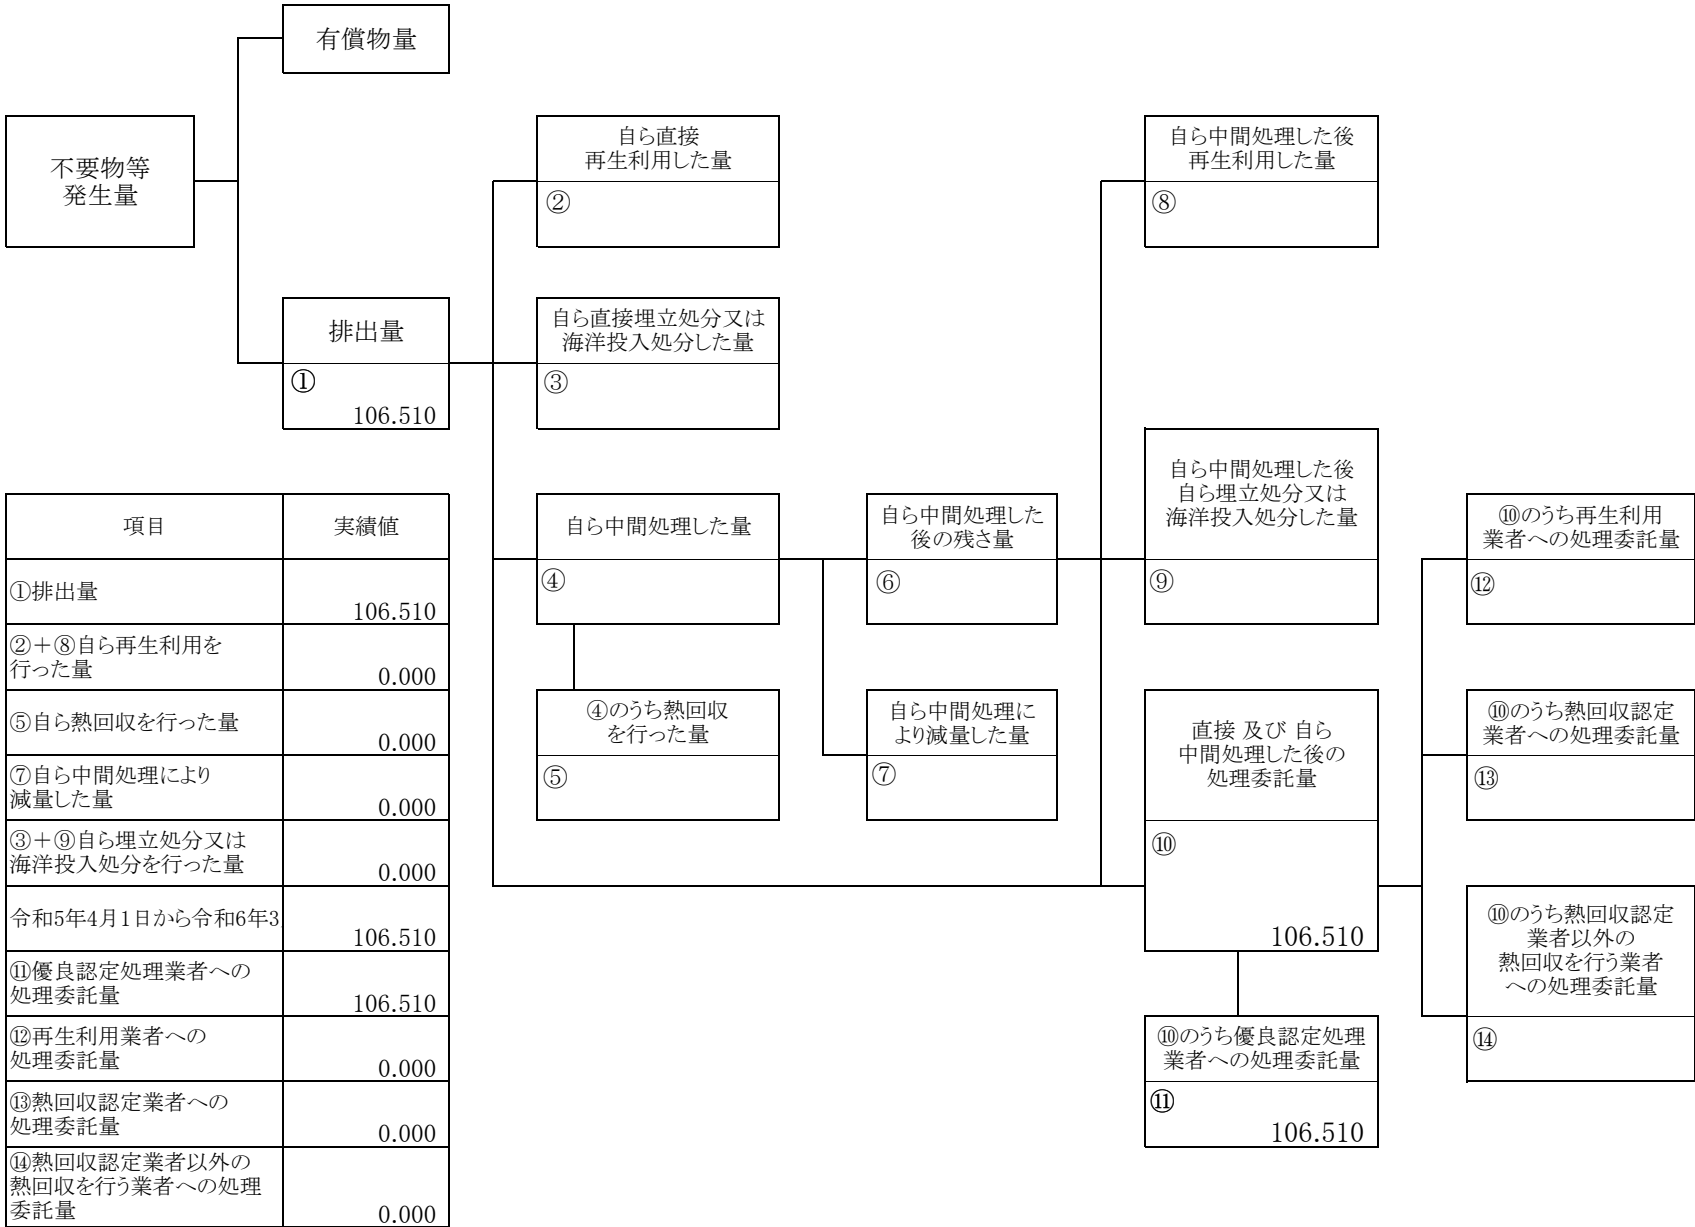 有償物量
不要物等
発生量
自ら直接
再生利用した量
②
自ら中間処理した後
再生利用した量
⑧
排出量
①
106.510
自ら直接埋立処分又は
海洋投入処分した量
③
自ら中間処理した量
④
自ら中間処理した
後の残さ量
⑥
自ら中間処理した後
自ら埋立処分又は
海洋投入処分した量
⑨
⑩のうち再生利用
業者への処理委託量
⑫
④のうち熱回収
を行った量
⑤
自ら中間処理に
より減量した量
⑦
直接 及び 自ら
中間処理した後の
処理委託量
⑩
106.510
⑩のうち熱回収認定
業者への処理委託量
⑬
⑩のうち熱回収認定
業者以外の
熱回収を行う業者
への処理委託量
⑭
⑩のうち優良認定処理
業者への処理委託量
⑪
106.510
項目 実績値
①排出量
106.510
②+⑧自ら再生利用を
行った量
0.000
⑤自ら熱回収を行った量
0.000
⑦自ら中間処理により
減量した量
0.000
③+⑨自ら埋立処分又は
海洋投入処分を行った量
0.000
令和5年4月1日から令和6年3
106.510
⑪優良認定処理業者への
処理委託量
106.510
⑫再生利用業者への
処理委託量
0.000
⑬熱回収認定業者への
処理委託量
0.000
⑭熱回収認定業者以外の
熱回収を行う業者への処理
委託量
0.000